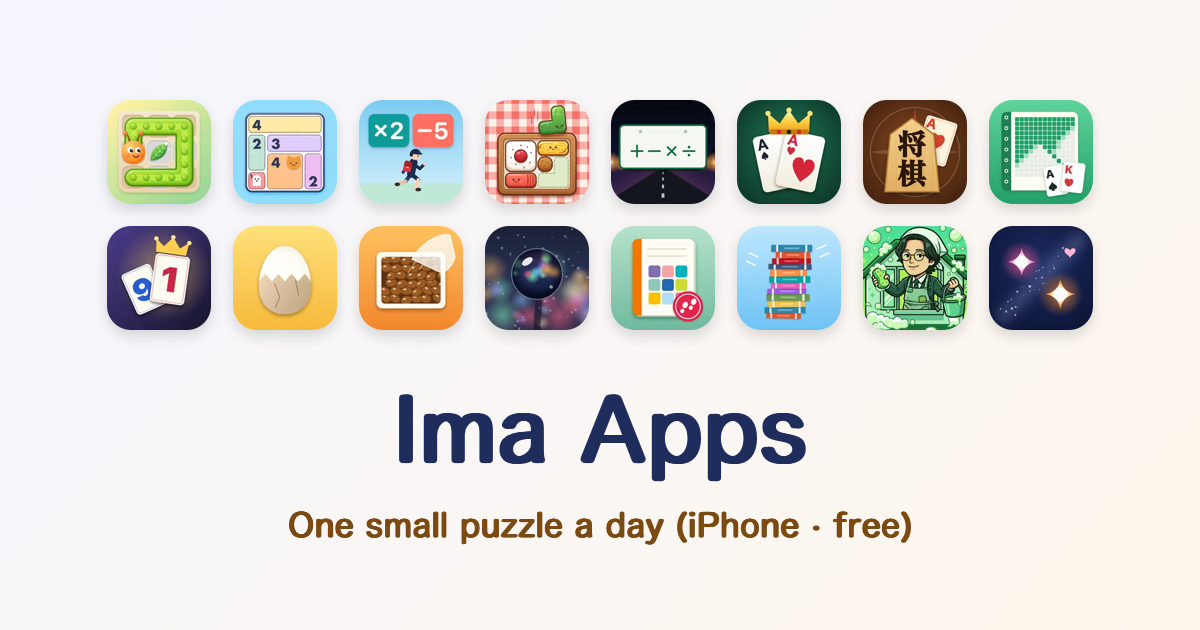 4
2 3
4
2
×2 −5
+ − × ÷
A A
A
将棋
A K
9 1
Ima Apps
One small puzzle a day (iPhone · free)